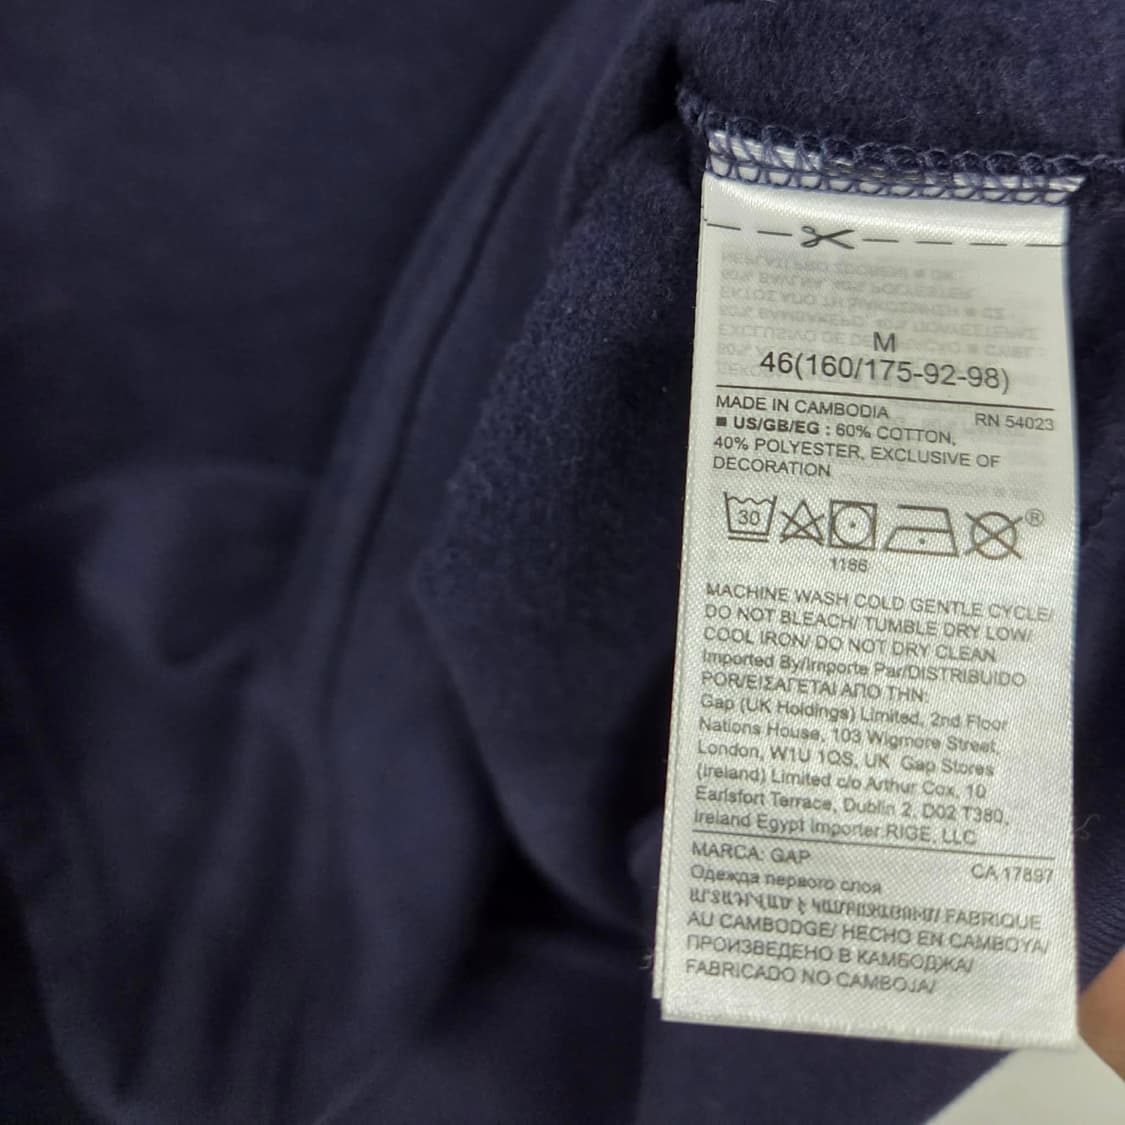 M
46(160/175-92-98)
MADE IN CAMBODIA RN 54023
■ US/GB/EG : 60% COTTON,
40% POLYESTER, EXCLUSIVE OF
DECORATION
30 ®
1186
MACHINE WASH COLD GENTLE CYCLE/
DO NOT BLEACH/ TUMBLE DRY LOW/
COOL IRON/ DO NOT DRY CLEAN
Imported By/Importe Par/DISTRIBUIDO
POR/ΕΙΣΑΓΕΤΑΙ ΑΠΟ ΤΗΝ:
Gap (UK Holdings) Limited, 2nd Floor
Nations House, 103 Wigmore Street,
London, W1U 1QS, UK Gap Stores
(Ireland) Limited c/o Arthur Cox, 10
Earlsfort Terrace, Dublin 2, D02 T380,
Ireland Egypt Importer:RIGE, LLC
MARCA: GAP CA 17897
Одежда первого слоя
FABRIQUE
AU CAMBODGE/ HECHO EN CAMBOYA/
ПРОИЗВЕДЕНО В КАМБОДЖА/
FABRICADO NO CAMBOJA/